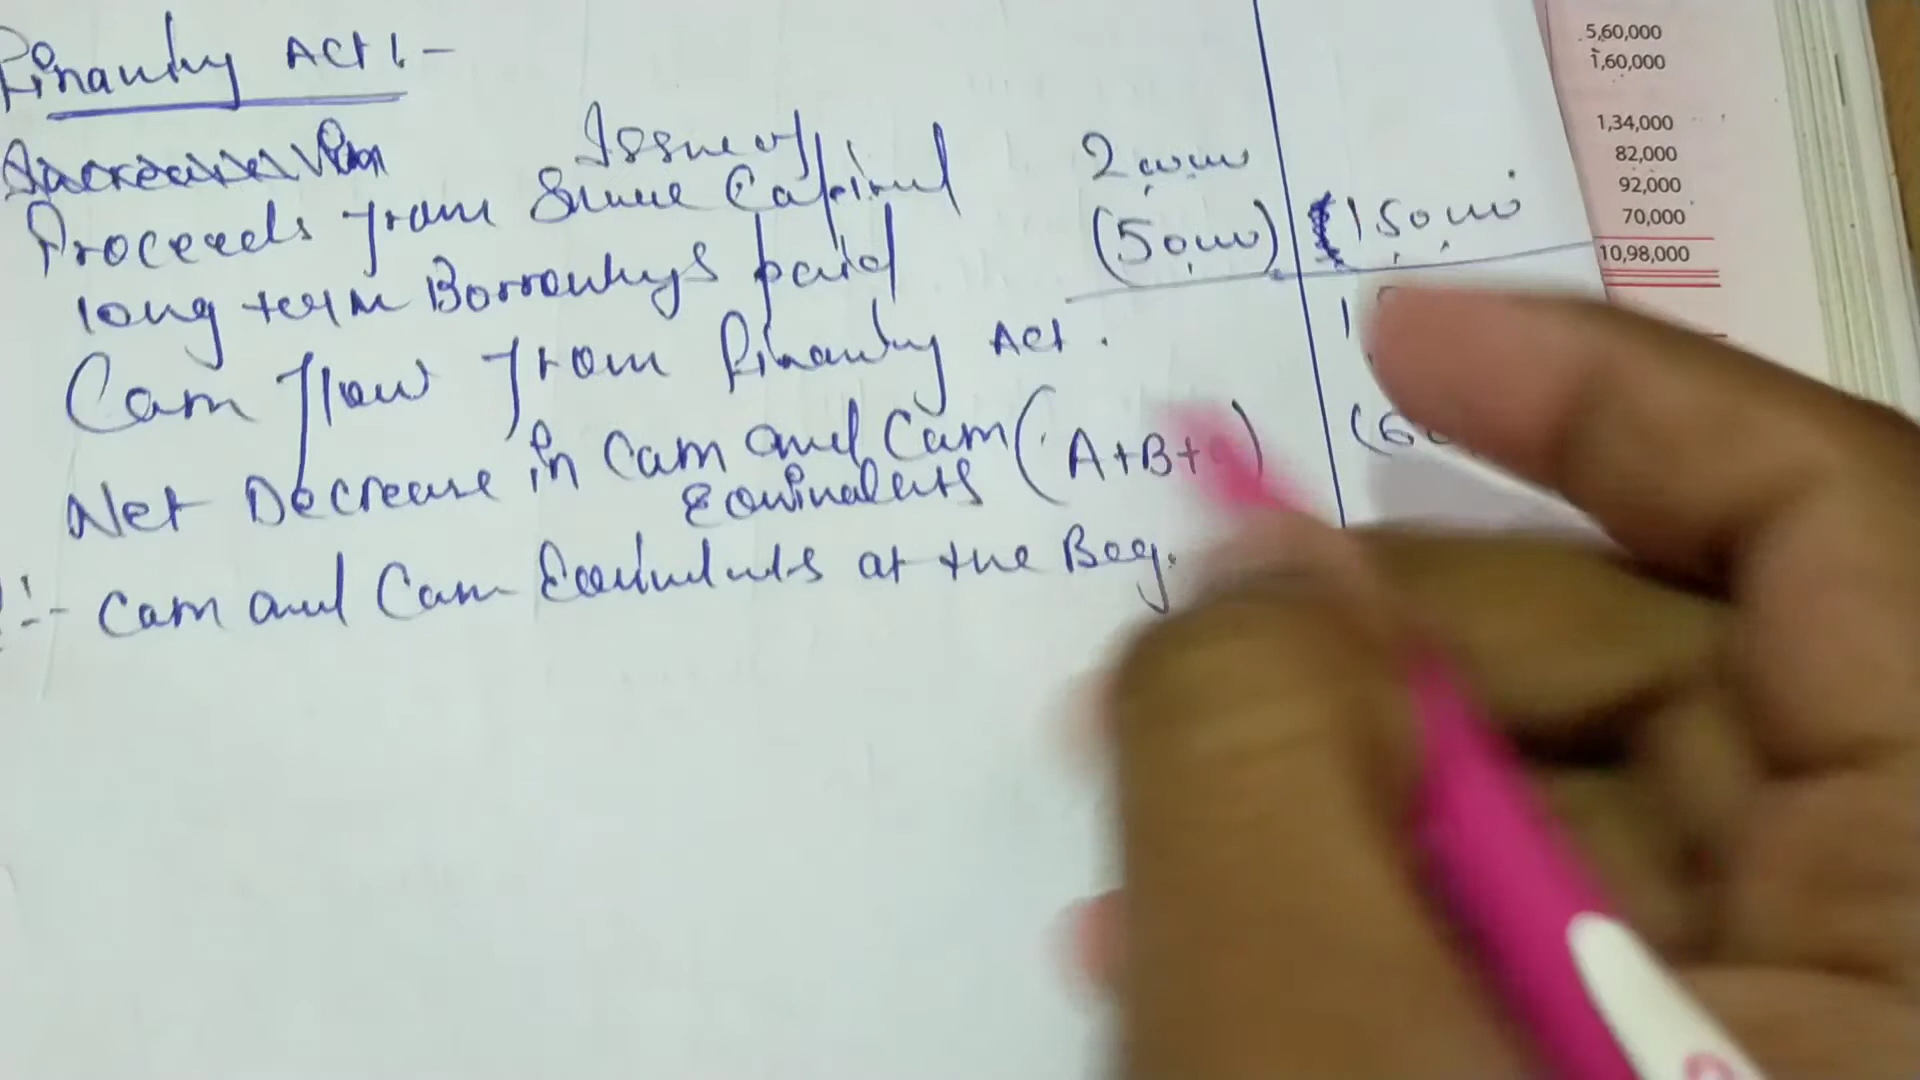 Financing Act :-
Issue of
Proceeds from Share Capital 2,00,000
long term Borrowings paid (50,000) 150,000
Cash flow from Financing Act.
Net Decrease in Cash and Cash (A+B+
Equivalents
:- Cash and Cash Equivalents at the Beg.
5,60,000
1,60,000
1,34,000
82,000
92,000
70,000
10,98,000